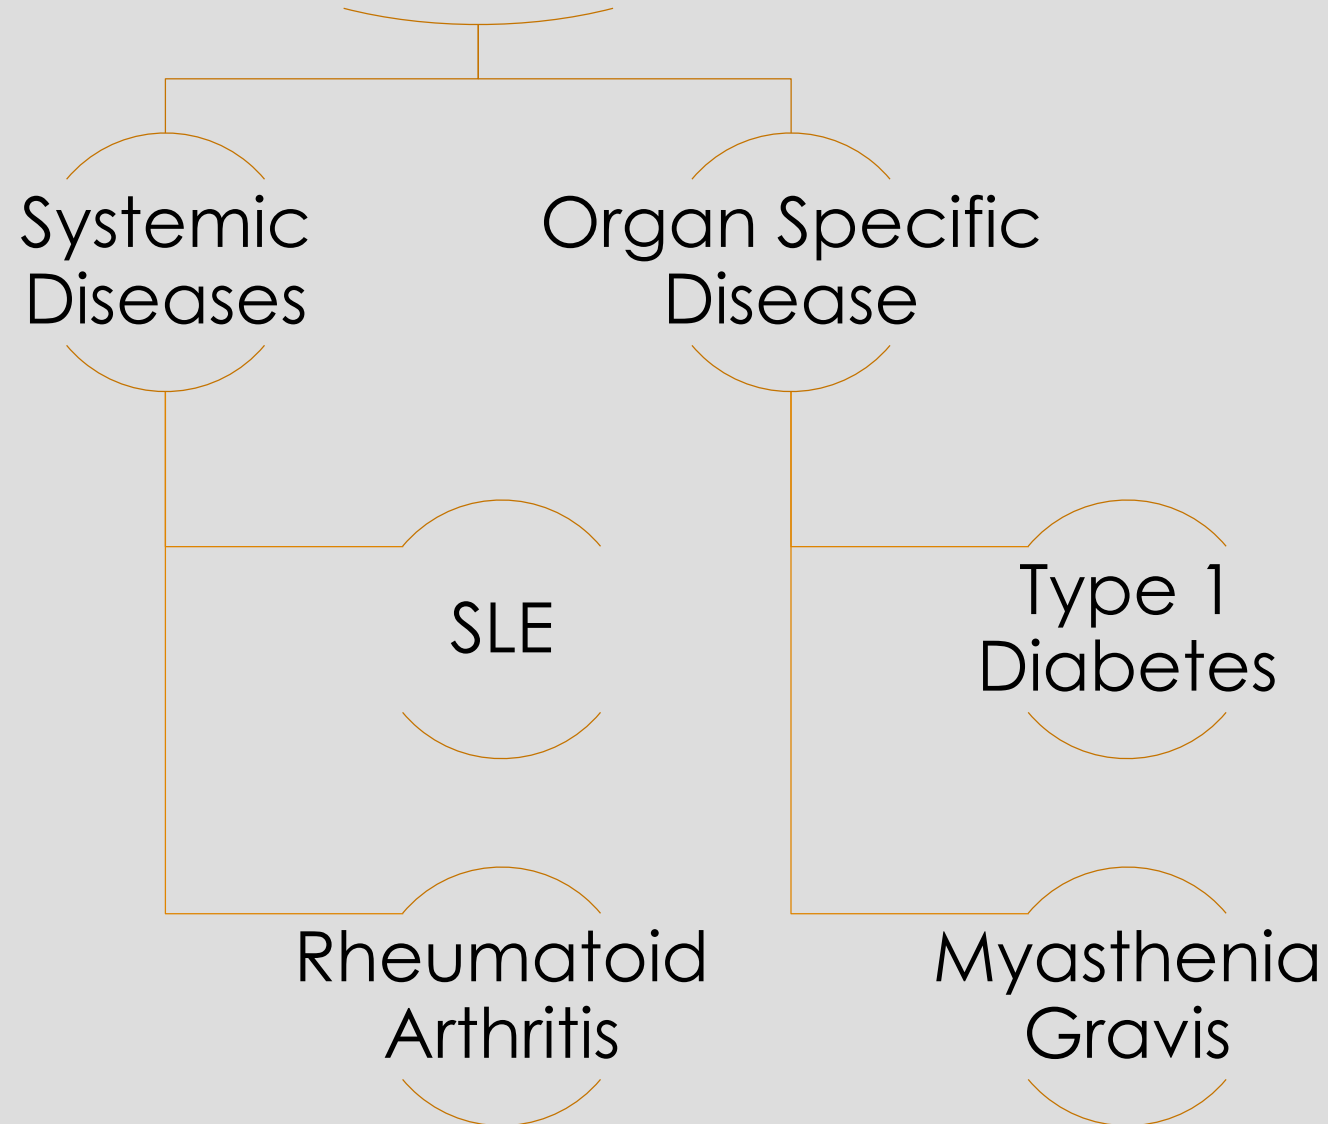 Systemic
Diseases
Organ Specific
Disease
SLE
Type 1
Diabetes
Rheumatoid
Arthritis
Myasthenia
Gravis